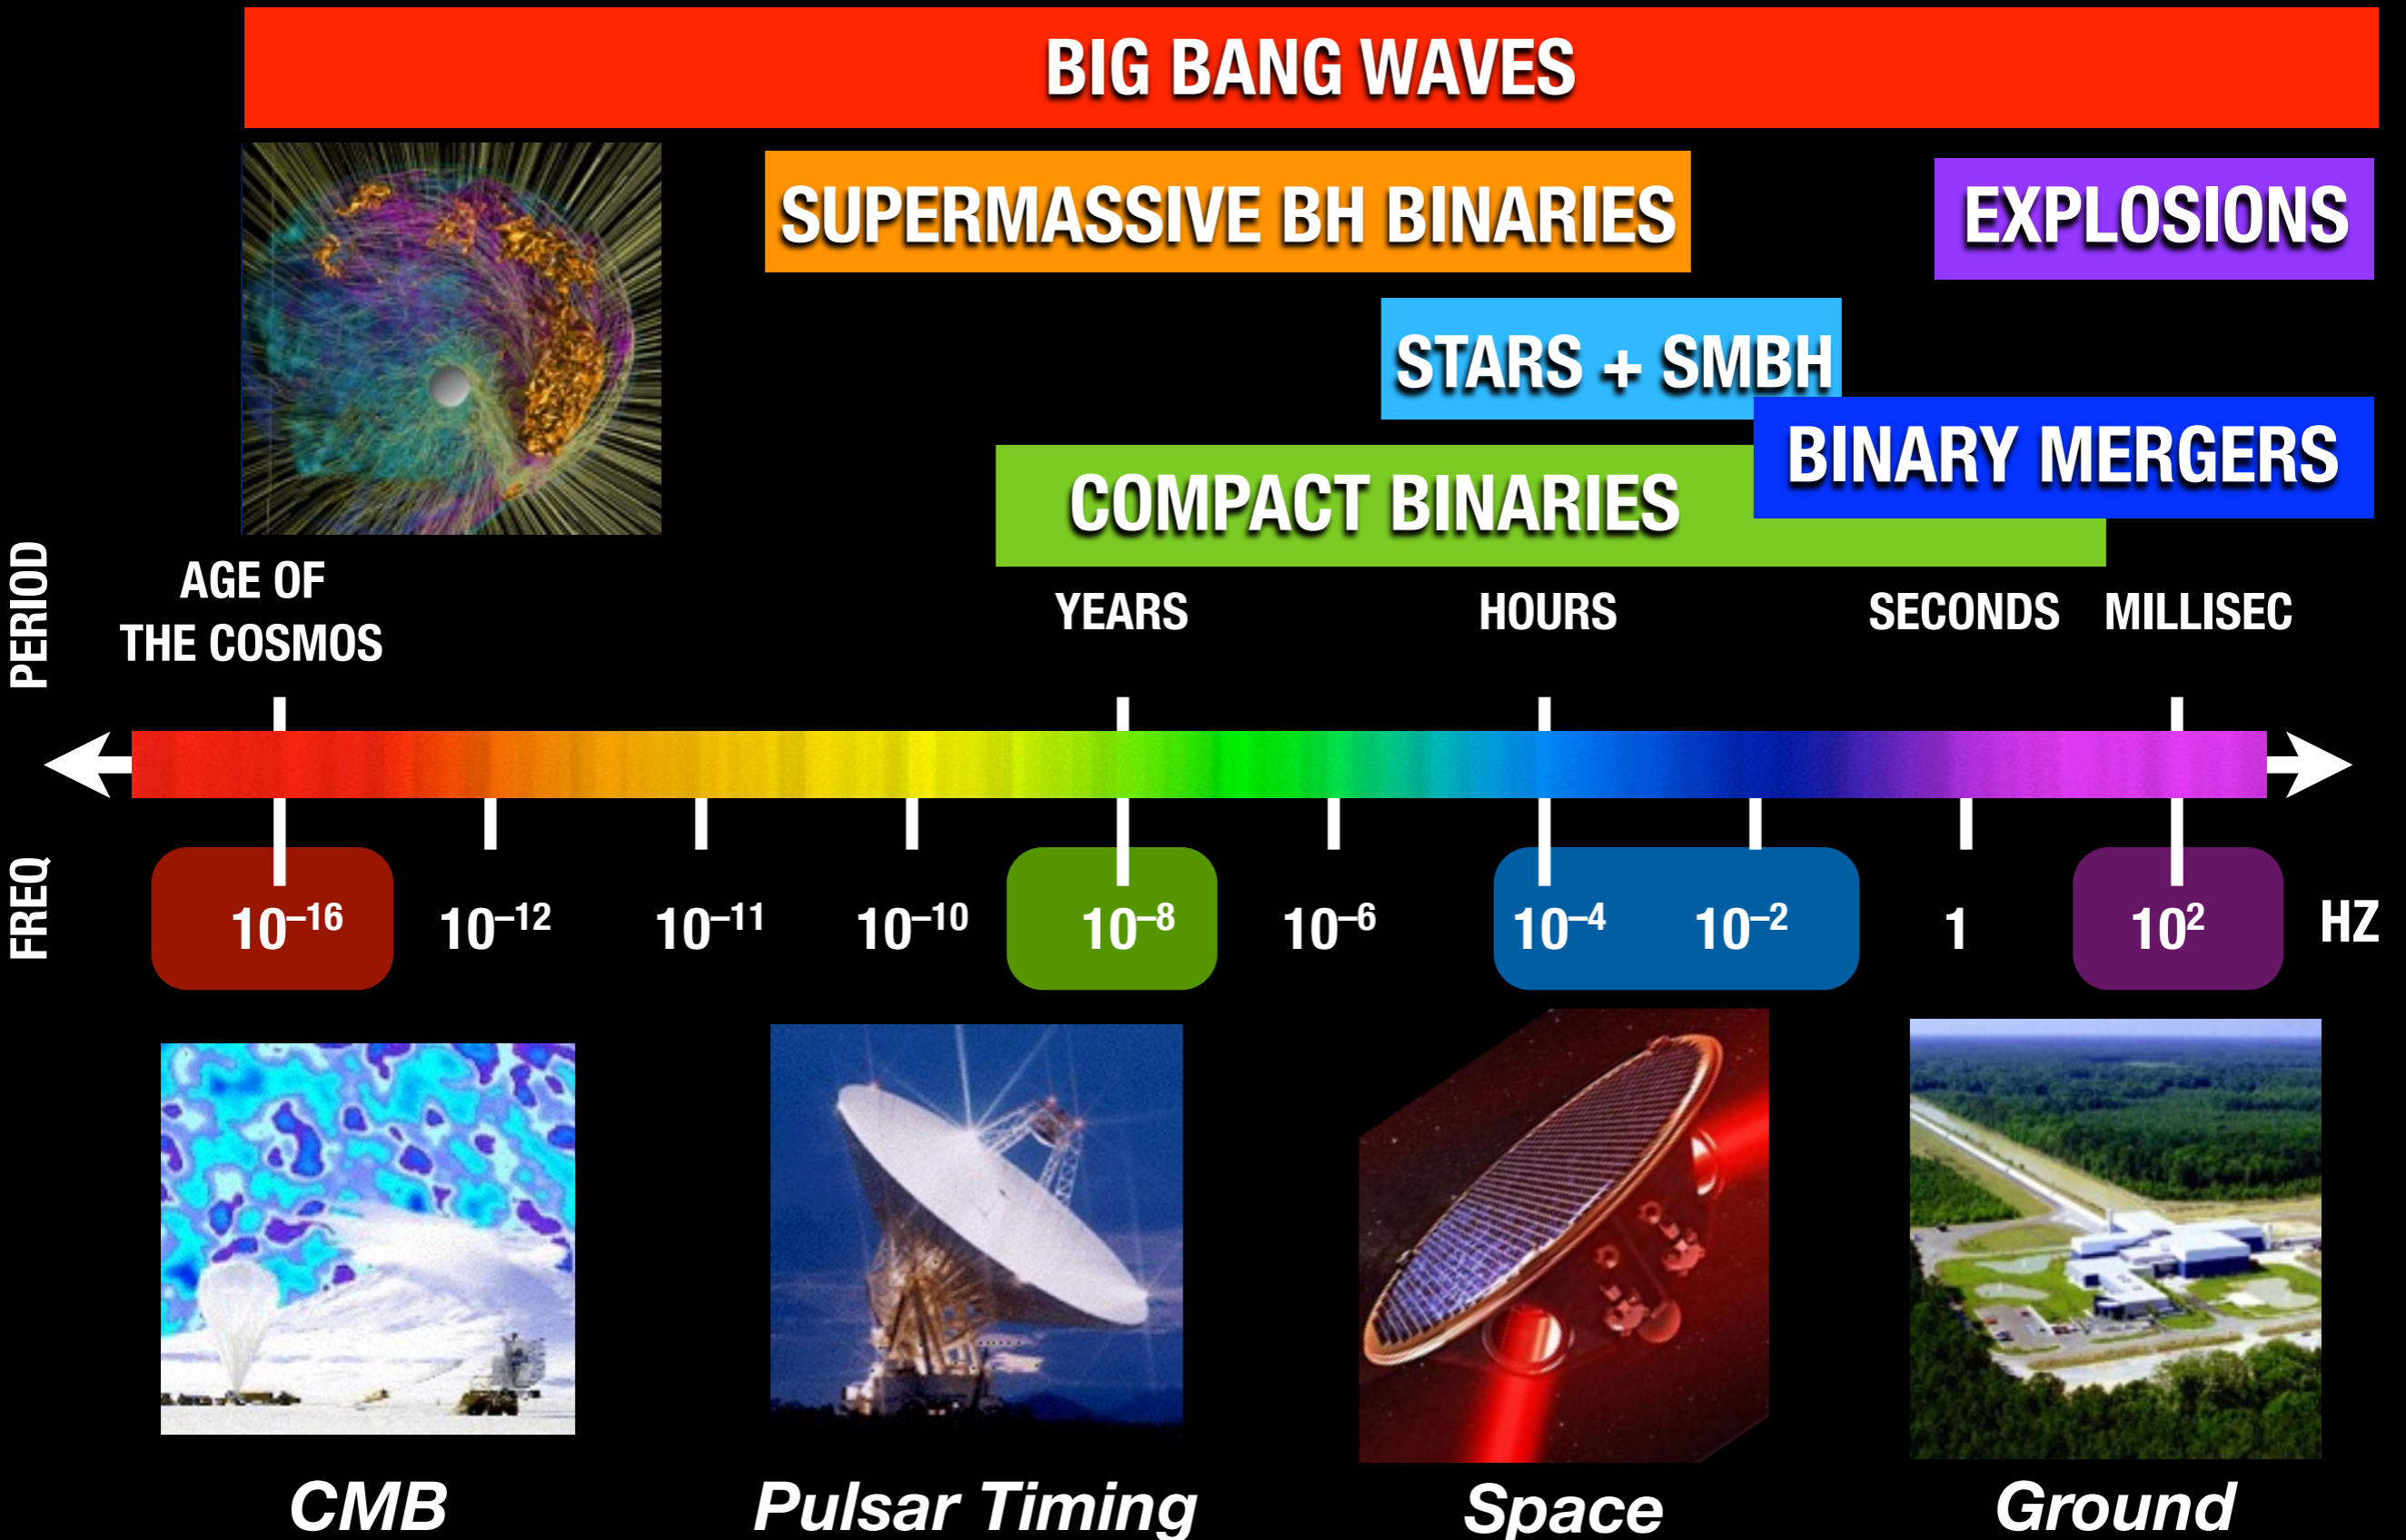 BIG BANG WAVES
SUPERMASSIVE BH BINARIES
EXPLOSIONS
STARS + SMBH
BINARY MERGERS
COMPACT BINARIES
PERIOD
AGE OF
THE COSMOS
YEARS
HOURS
SECONDS
MILLISEC
FREQ
10⁻¹⁶
10⁻¹²
10⁻¹¹
10⁻¹⁰
10⁻⁸
10⁻⁶
10⁻⁴
10⁻²
1
10²
HZ
CMB
Pulsar Timing
Space
Ground